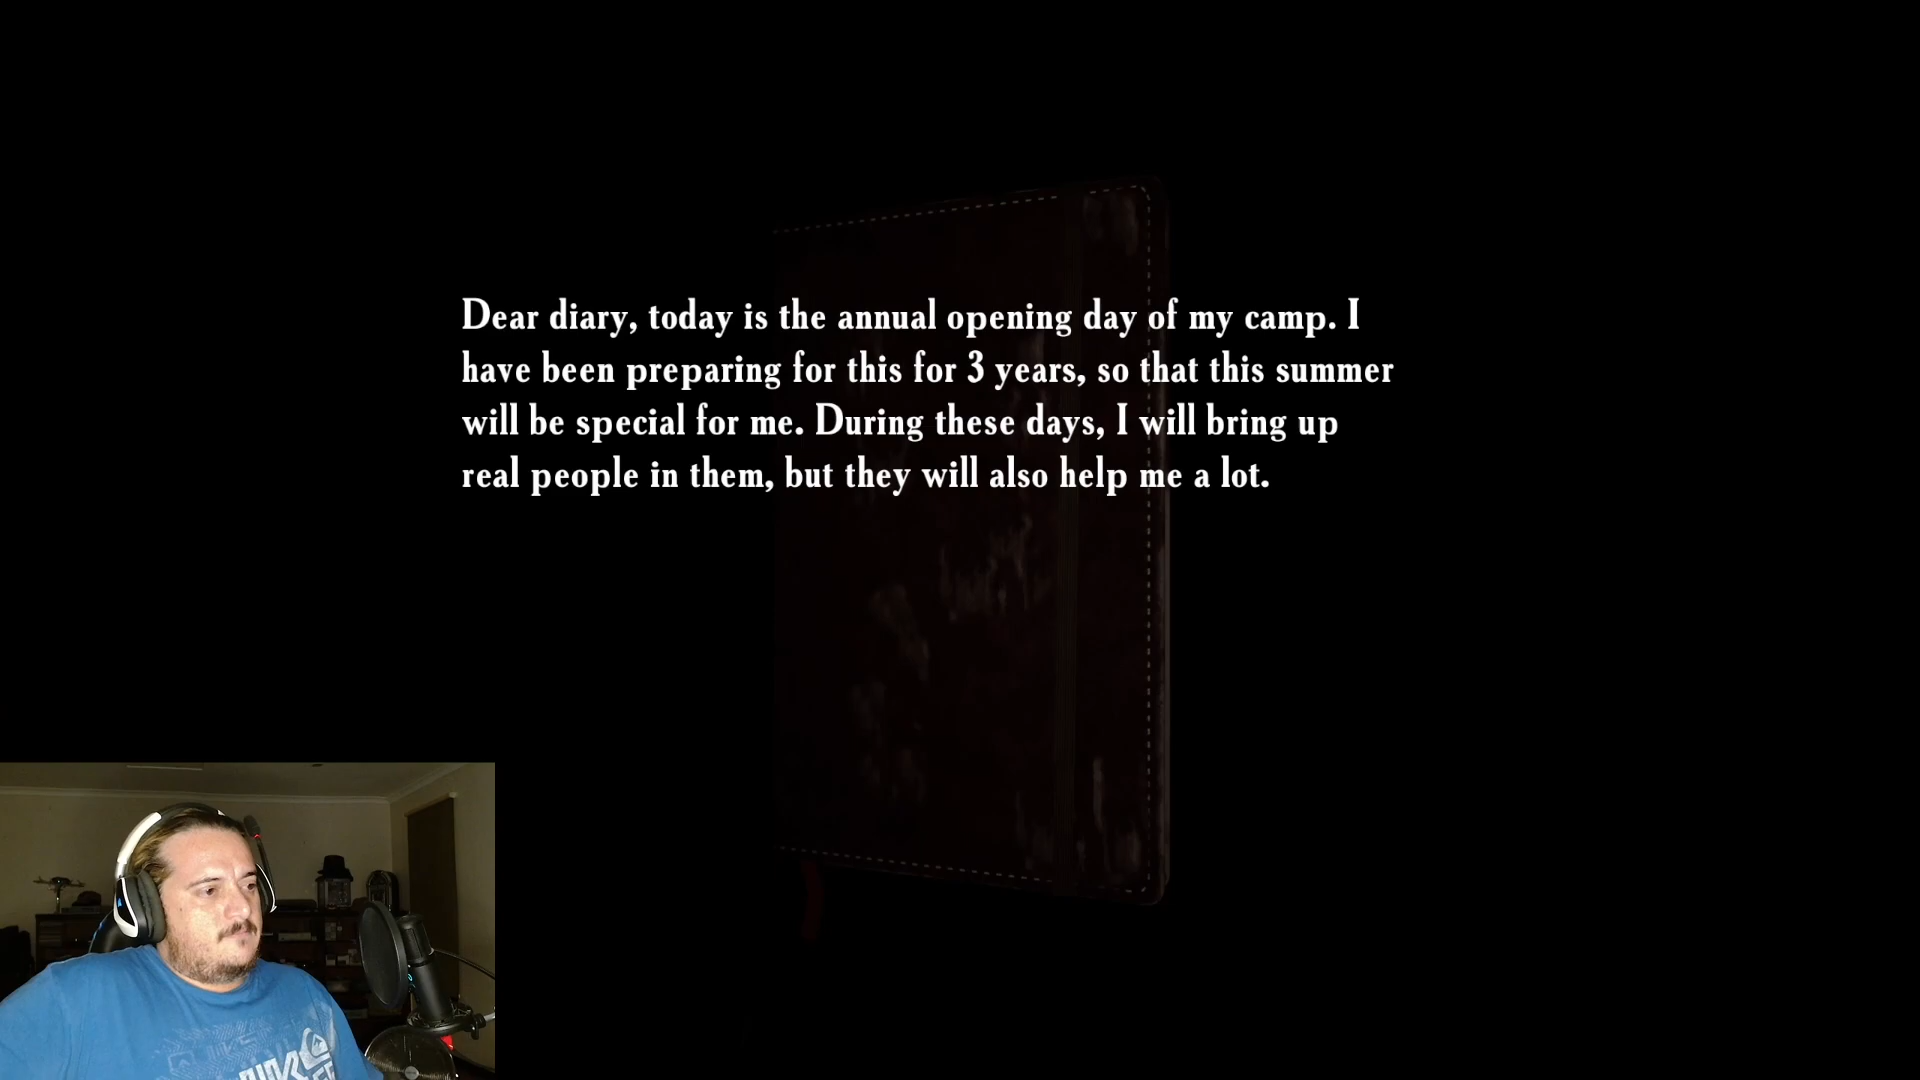 Dear diary, today is the annual opening day of my camp. I
have been preparing for this for 3 years, so that this summer
will be special for me. During these days, I will bring up
real people in them, but they will also help me a lot.